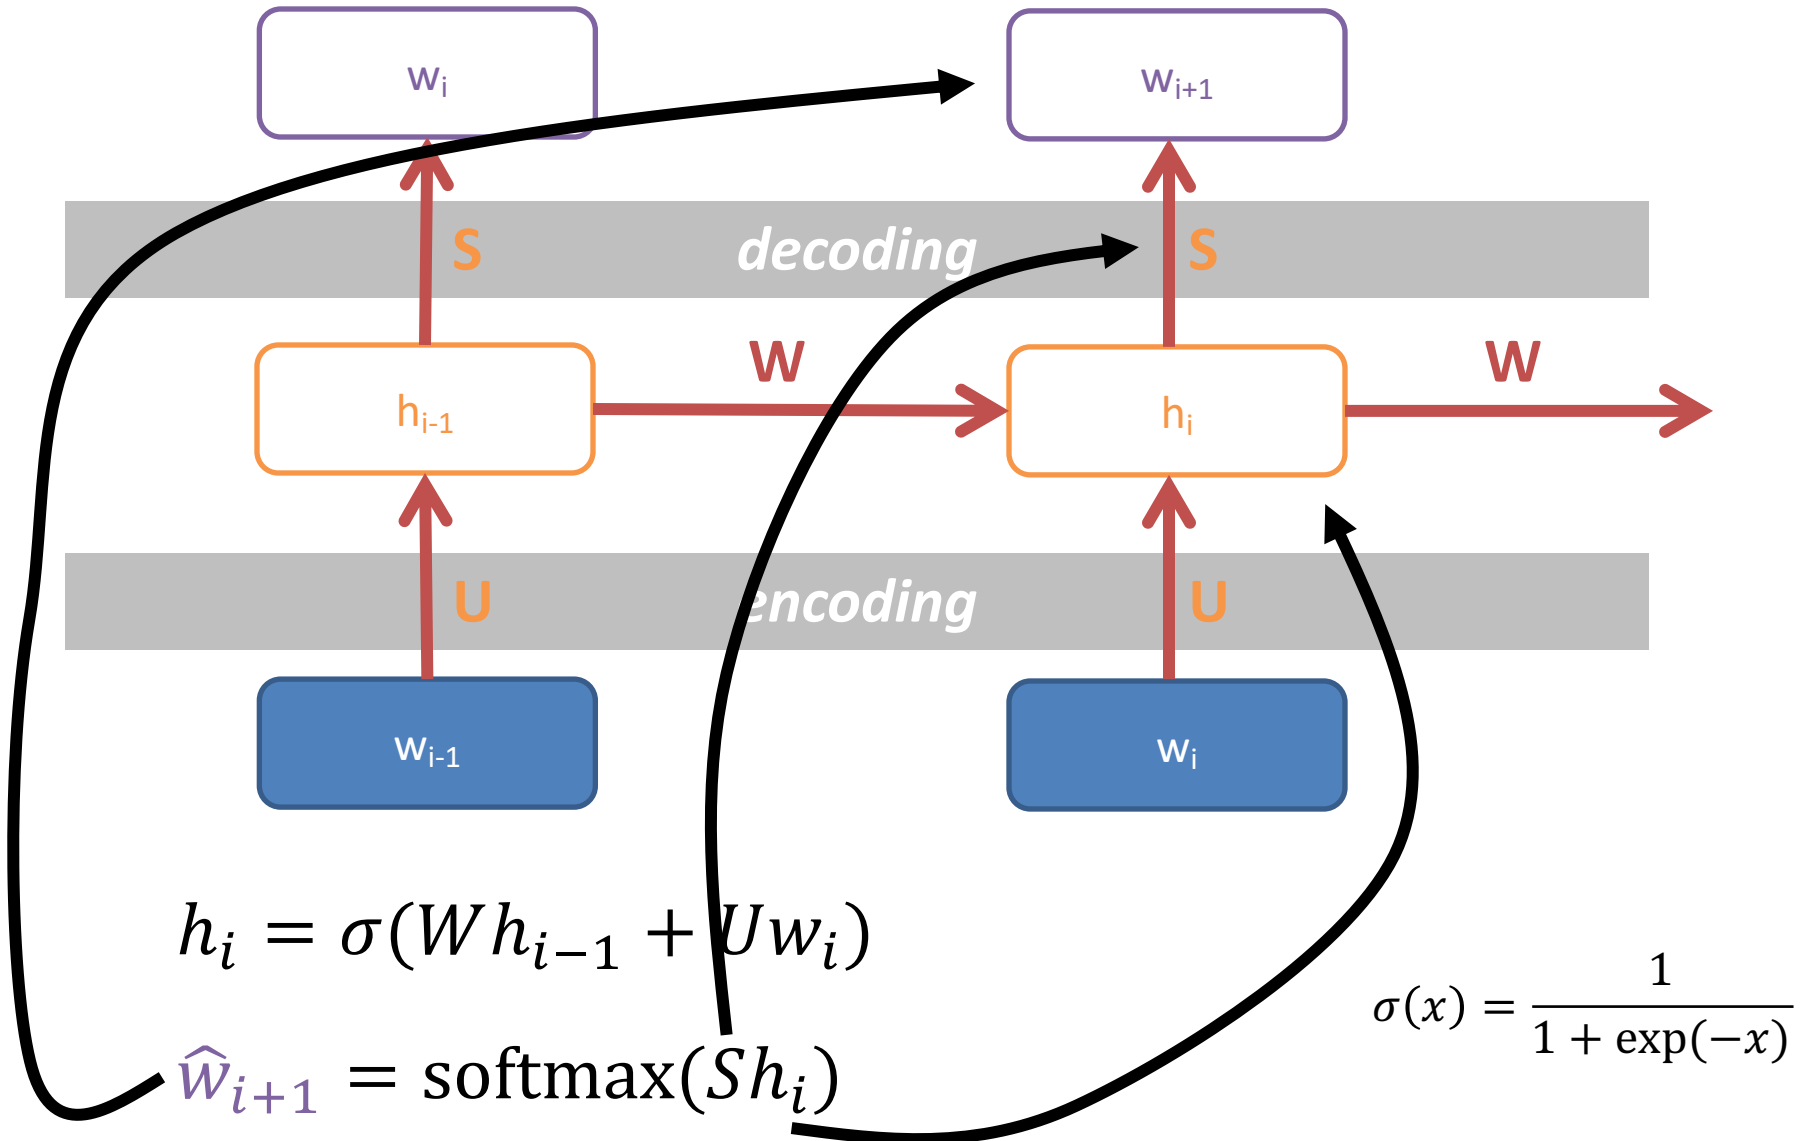 wᵢ wᵢ₊₁
decoding
S S
W W
hᵢ₋₁ hᵢ
encoding
U U
wᵢ₋₁ wᵢ
hᵢ = σ(Whᵢ₋₁ + Uwᵢ)
σ(x) = 1 / (1 + exp(−x))
ŵᵢ₊₁ = softmax(Shᵢ)